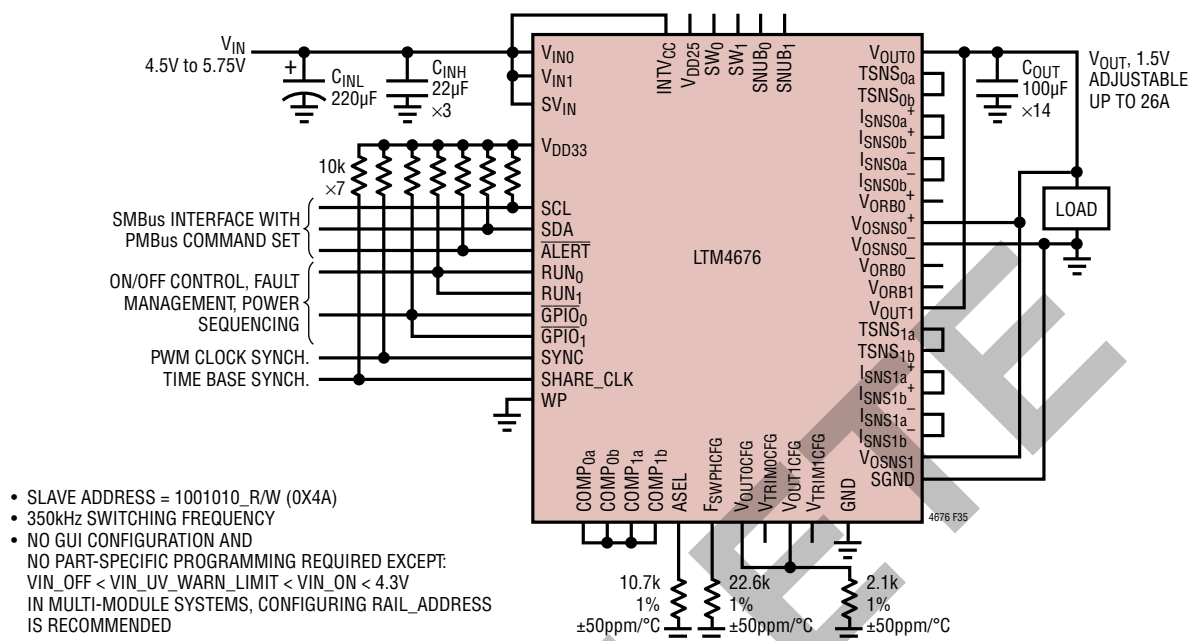 V_IN
4.5V to 5.75V
+
C_INL
220µF
C_INH
22µF
×3
10k
×7
SMBus INTERFACE WITH
PMBus COMMAND SET
ON/OFF CONTROL, FAULT
MANAGEMENT, POWER
SEQUENCING
PWM CLOCK SYNCH.
TIME BASE SYNCH.
V_IN0
V_IN1
SV_IN
V_DD33
SCL
SDA
ALERT
RUN_0
RUN_1
GPIO_0
GPIO_1
SYNC
SHARE_CLK
WP
INTV_CC
V_DD25
SW_0
SW_1
SNUB_0
SNUB_1
LTM4676
V_OUT0
TSNS_0a
TSNS_0b
I_SNS0a^+
I_SNS0b^+
I_SNS0a^–
I_SNS0b^–
V_ORB0^+
V_OSNS0^+
V_OSNS0^–
V_ORB0^–
V_ORB1
V_OUT1
TSNS_1a
TSNS_1b
I_SNS1a^+
I_SNS1b^+
I_SNS1a^–
I_SNS1b^–
V_OSNS1
SGND
C_OUT
100µF
×14
V_OUT, 1.5V
ADJUSTABLE
UP TO 26A
LOAD
COMP_0a
COMP_0b
COMP_1a
COMP_1b
ASEL
F_SWPHCFG
V_OUT0CFG
V_TRIM0CFG
V_OUT1CFG
V_TRIM1CFG
GND
4676 F35
10.7k
1%
±50ppm/°C
22.6k
1%
±50ppm/°C
2.1k
1%
±50ppm/°C
• SLAVE ADDRESS = 1001010_R/W (0X4A)
• 350kHz SWITCHING FREQUENCY
• NO GUI CONFIGURATION AND
NO PART-SPECIFIC PROGRAMMING REQUIRED EXCEPT:
VIN_OFF < VIN_UV_WARN_LIMIT < VIN_ON < 4.3V
IN MULTI-MODULE SYSTEMS, CONFIGURING RAIL_ADDRESS
IS RECOMMENDED
ETE